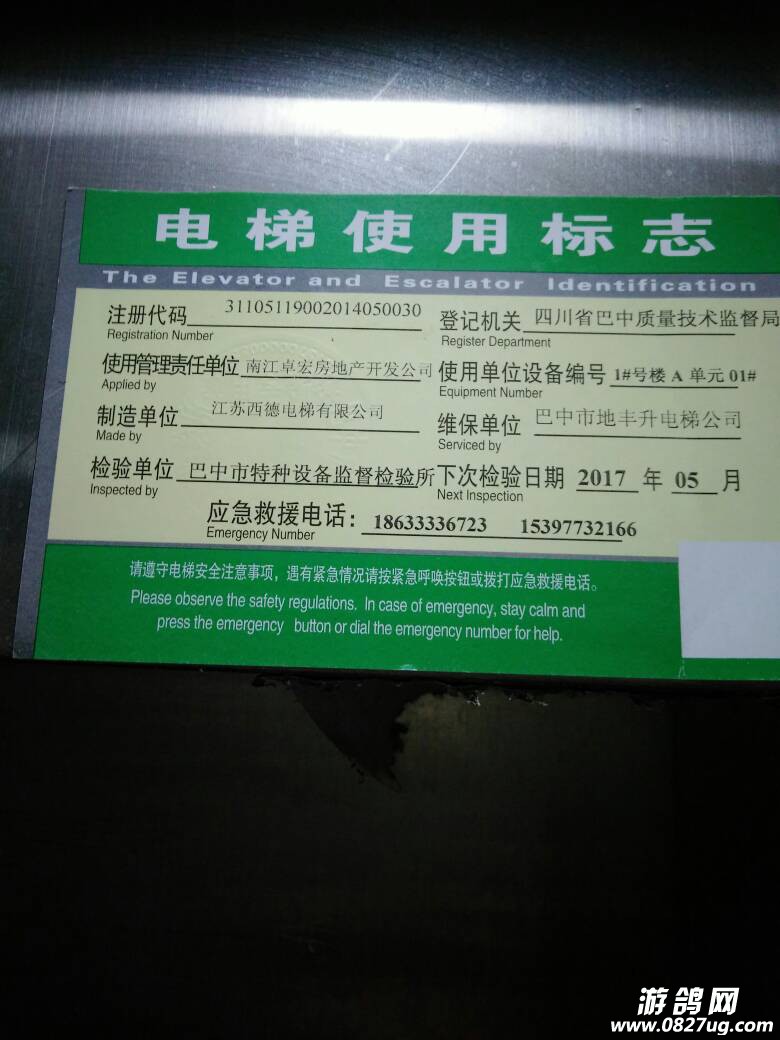 电梯使用标志
The Elevator and Escalator Identification
注册代码 31105119002014050030 登记机关 四川省巴中质量技术监督局
Registration Number Register Department
使用管理责任单位 南江卓宏房地产开发公司 使用单位设备编号 1#号楼 A 单元 01#
Applied by Equipment Number
制造单位 江苏西德电梯有限公司 维保单位 巴中市地丰升电梯公司
Made by Serviced by
检验单位 巴中市特种设备监督检验所 下次检验日期 2017 年 05 月
Inspected by Next Inspection
应急救援电话： 18633336723 15397732166
Emergency Number
请遵守电梯安全注意事项，遇有紧急情况请按紧急呼唤按钮或拨打应急救援电话。
Please observe the safety regulations. In case of emergency, stay calm and
press the emergency button or dial the emergency number for help.
游鸽网
www.0827ug.com